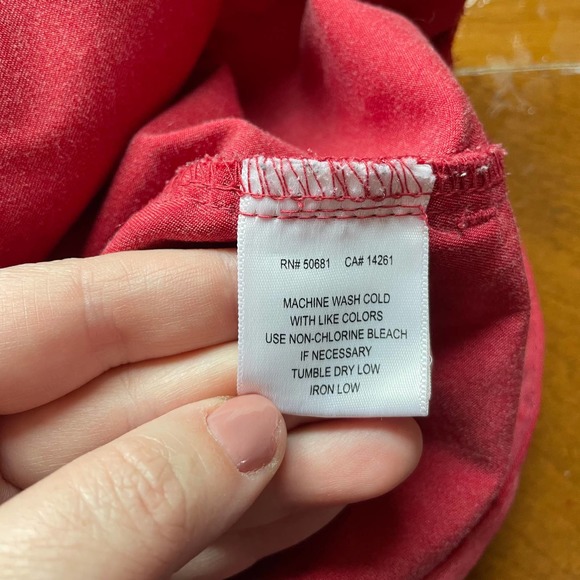 RN# 50681 CA# 14261
MACHINE WASH COLD
WITH LIKE COLORS
USE NON-CHLORINE BLEACH
IF NECESSARY
TUMBLE DRY LOW
IRON LOW